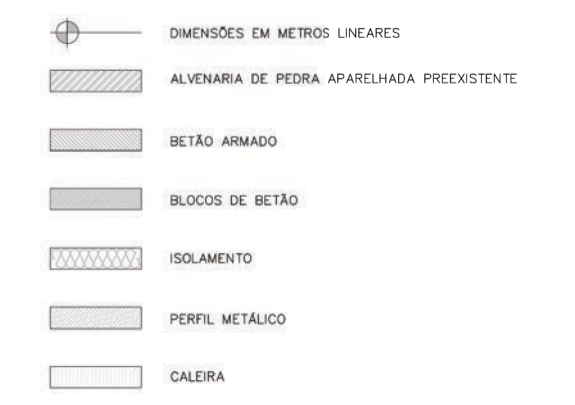 DIMENSÕES EM METROS LINEARES
ALVENARIA DE PEDRA APARELHADA PREEXISTENTE
BETÃO ARMADO
BLOCOS DE BETÃO
ISOLAMENTO
PERFIL METÁLICO
CALEIRA